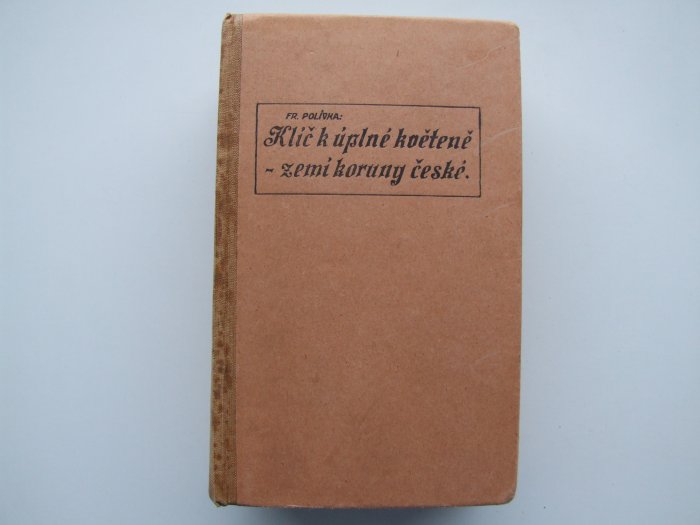 FR. POLÍVKA:
Klíč k úplné květeně
- zemí koruny české.